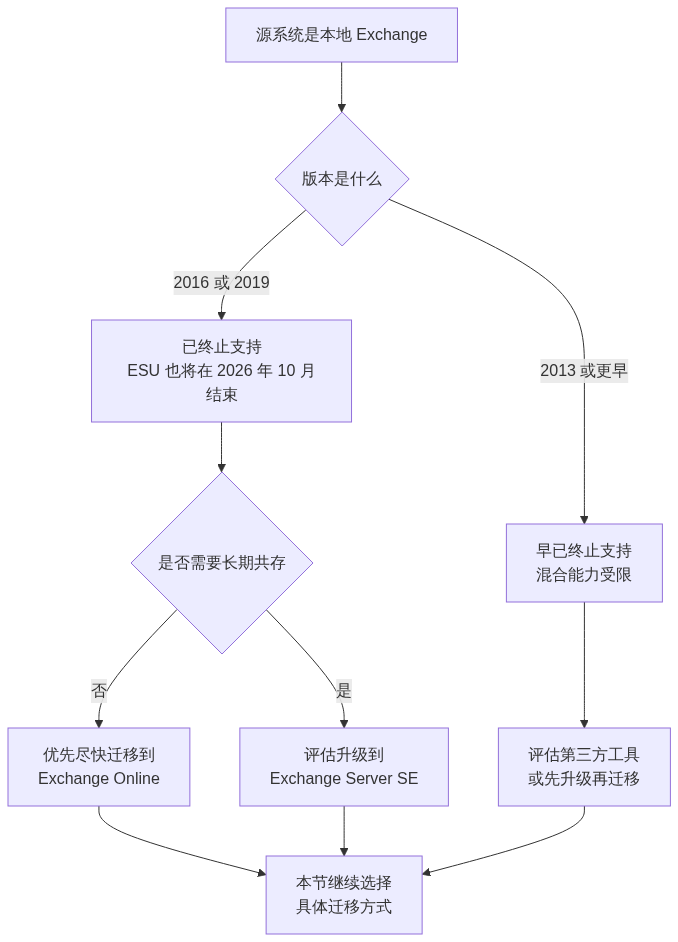 源系统是本地 Exchange
版本是什么
2016 或 2019
已终止支持
ESU 也将在 2026 年 10 月
结束
2013 或更早
早已终止支持
混合能力受限
是否需要长期共存
否
是
优先尽快迁移到
Exchange Online
评估升级到
Exchange Server SE
评估第三方工具
或先升级再迁移
本节继续选择
具体迁移方式